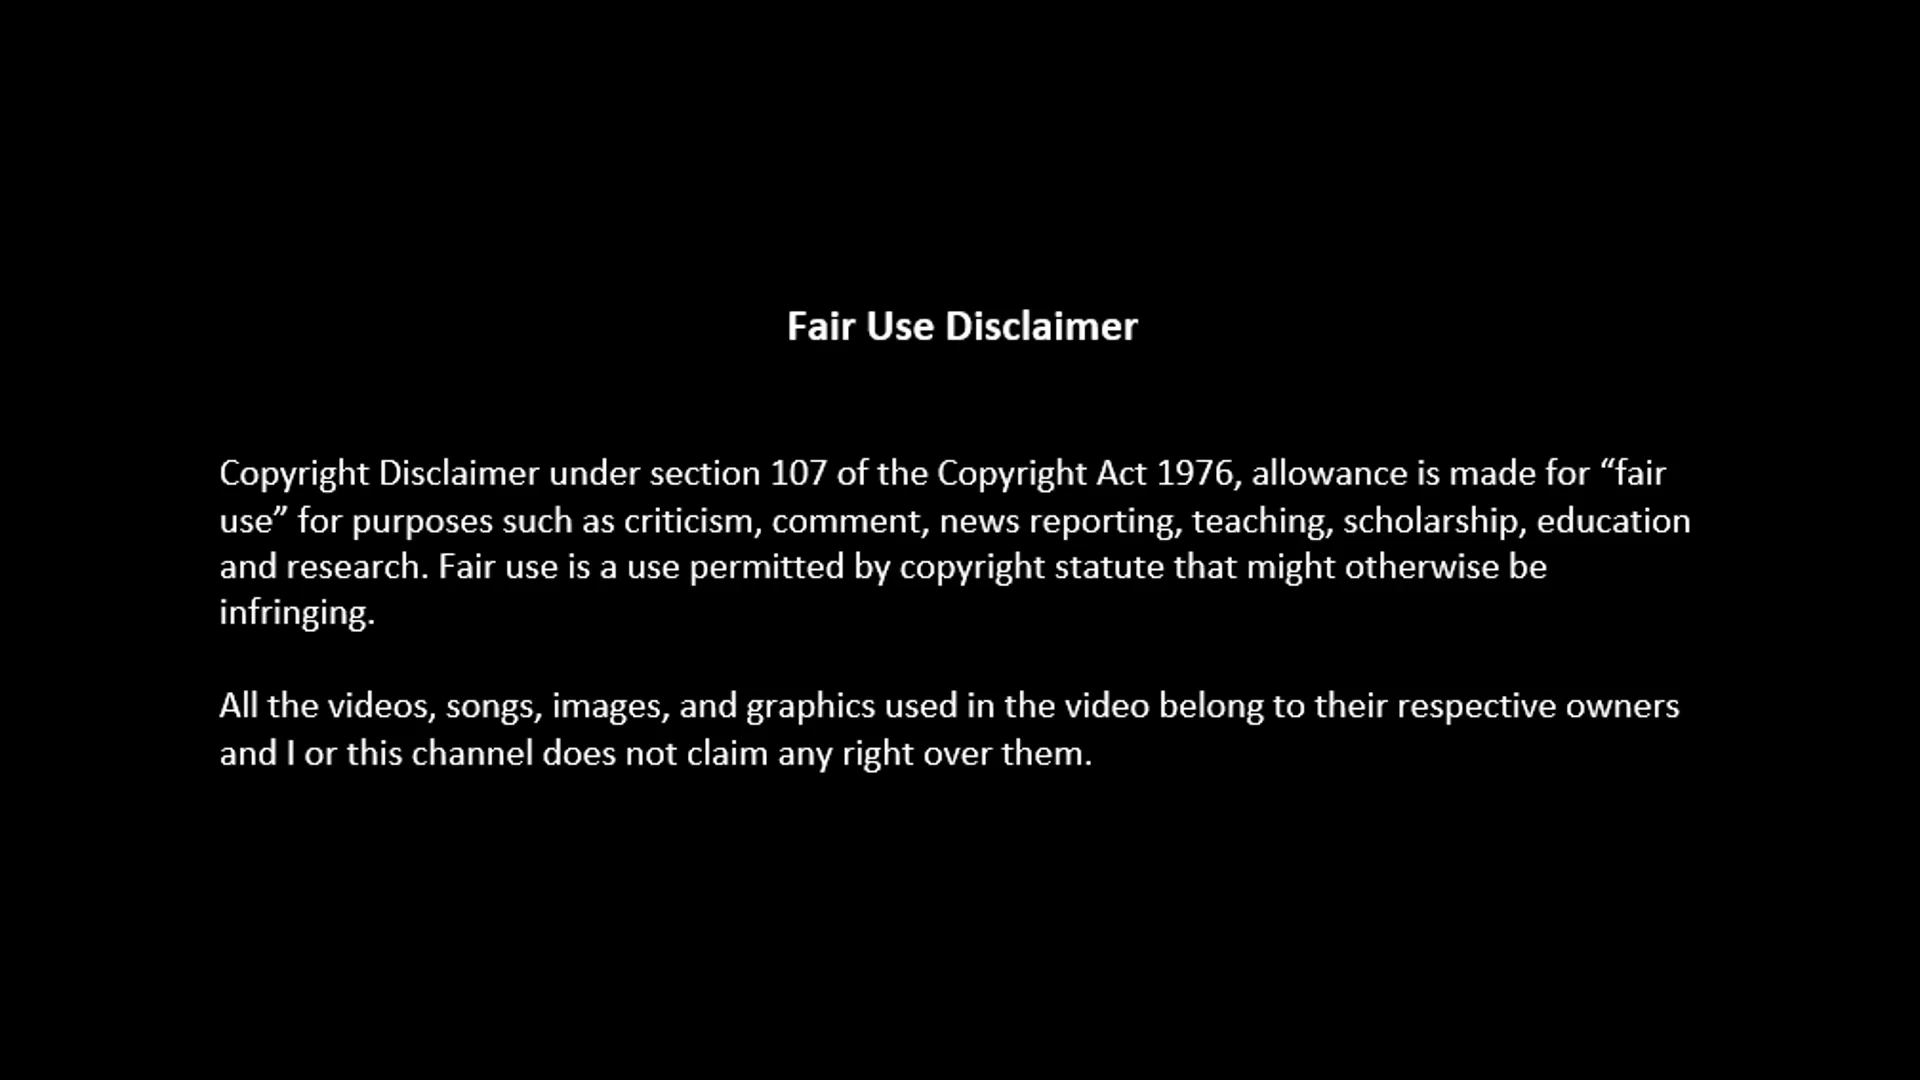 Fair Use Disclaimer
Copyright Disclaimer under section 107 of the Copyright Act 1976, allowance is made for “fair
use” for purposes such as criticism, comment, news reporting, teaching, scholarship, education
and research. Fair use is a use permitted by copyright statute that might otherwise be
infringing.
All the videos, songs, images, and graphics used in the video belong to their respective owners
and I or this channel does not claim any right over them.